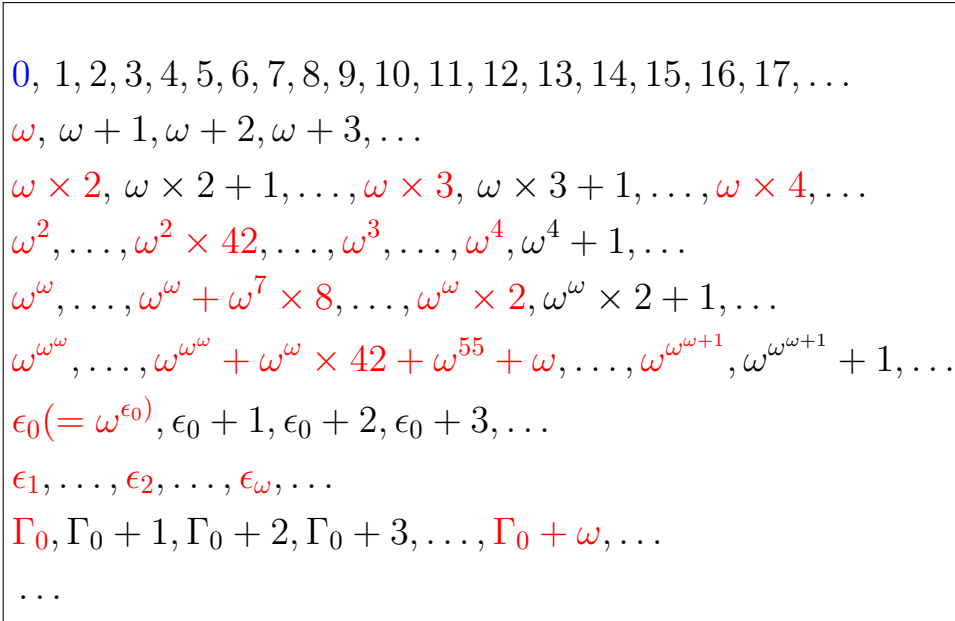 0, 1, 2, 3, 4, 5, 6, 7, 8, 9, 10, 11, 12, 13, 14, 15, 16, 17, . . .
ω, ω + 1, ω + 2, ω + 3, . . .
ω × 2, ω × 2 + 1, . . . , ω × 3, ω × 3 + 1, . . . , ω × 4, . . .
ω², . . . , ω² × 42, . . . , ω³, . . . , ω⁴, ω⁴ + 1, . . .
ω^ω, . . . , ω^ω + ω⁷ × 8, . . . , ω^ω × 2, ω^ω × 2 + 1, . . .
ω^{ω^ω}, . . . , ω^{ω^ω} + ω^ω × 42 + ω^{55} + ω, . . . , ω^{ω^{ω+1}}, ω^{ω^{ω+1}} + 1, . . .
ϵ₀(= ω^{ϵ₀)}, ϵ₀ + 1, ϵ₀ + 2, ϵ₀ + 3, . . .
ϵ₁, . . . , ϵ₂, . . . , ϵ_ω, . . .
Γ₀, Γ₀ + 1, Γ₀ + 2, Γ₀ + 3, . . . , Γ₀ + ω, . . .
. . .